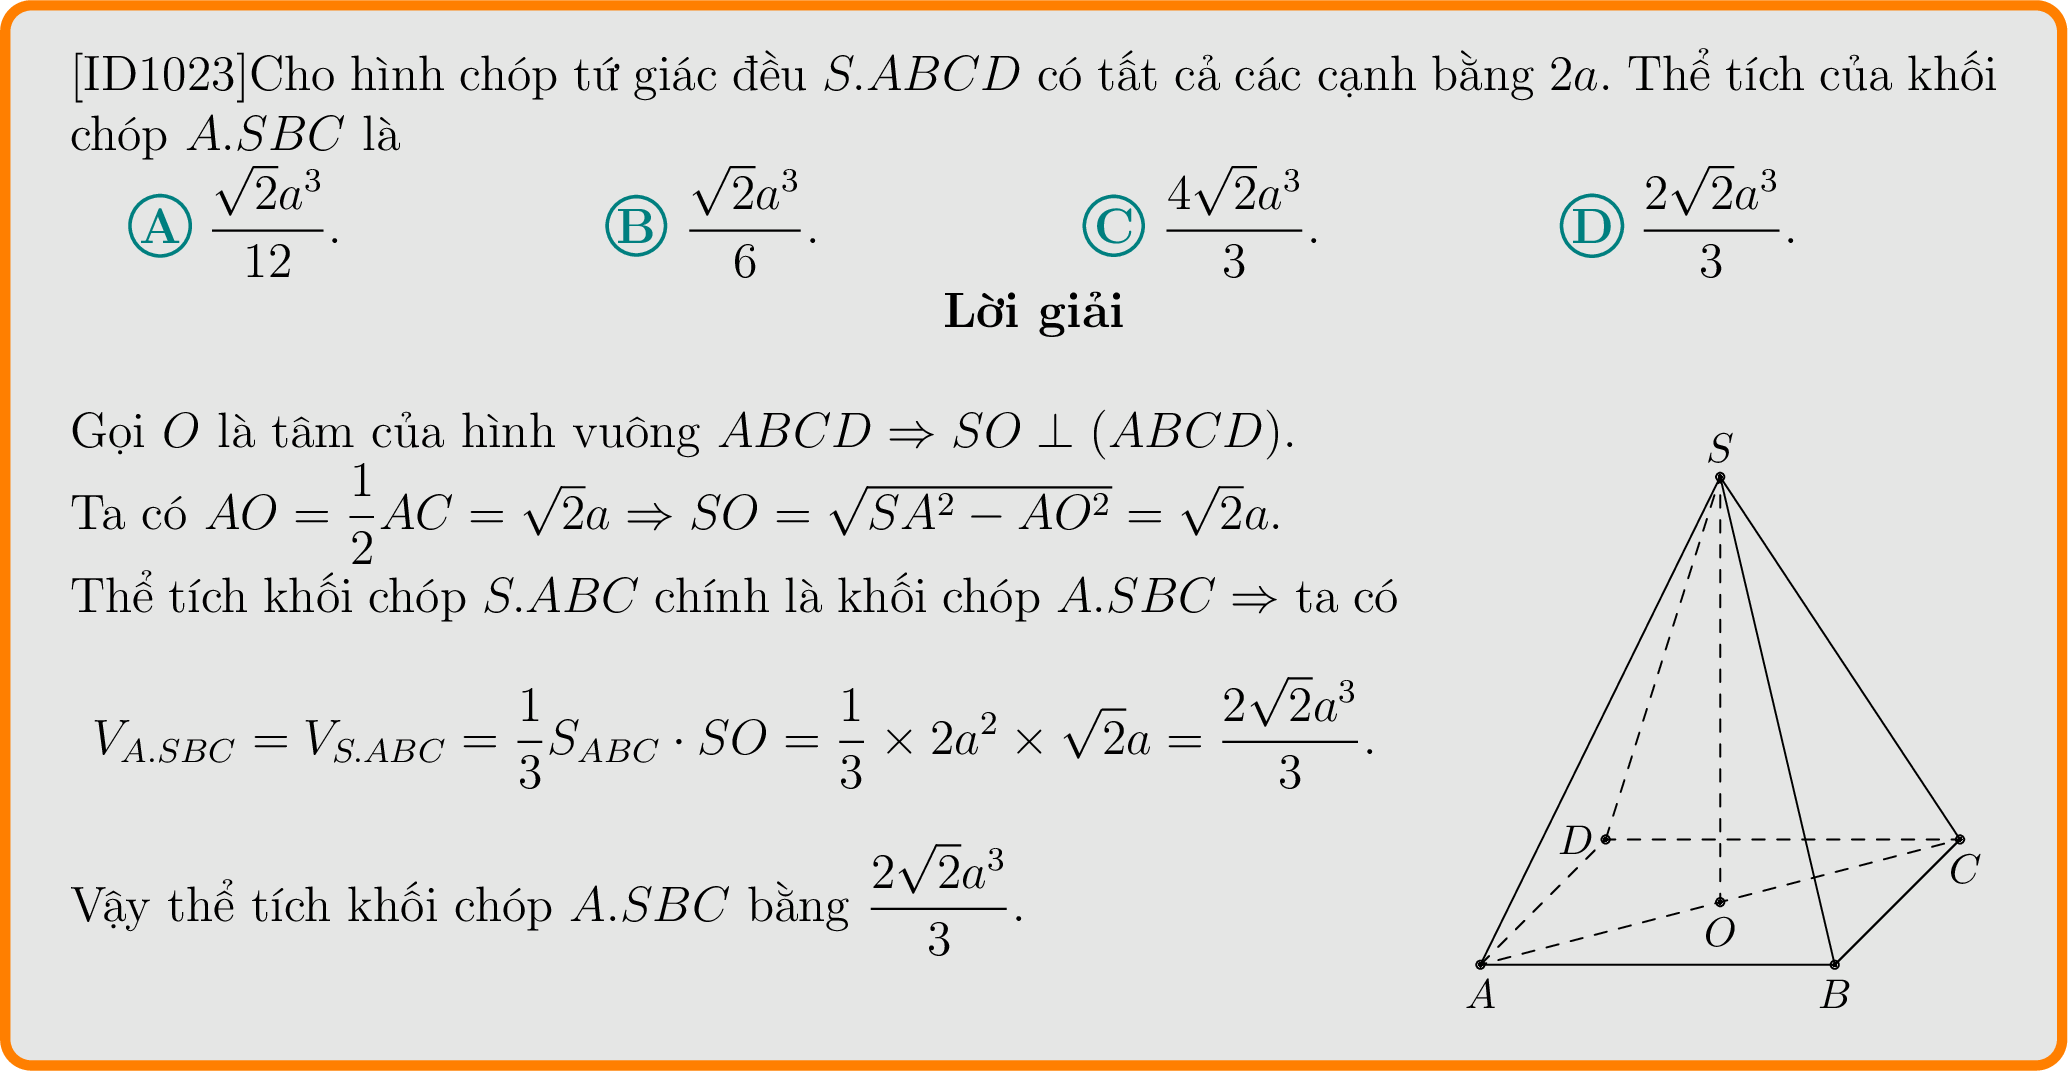 [ID1023]Cho hình chóp tứ giác đều S.ABCD có tất cả các cạnh bằng 2a. Thể tích của khối
chóp A.SBC là
A $\frac{\sqrt{2}a^3}{12}$. B $\frac{\sqrt{2}a^3}{6}$. C $\frac{4\sqrt{2}a^3}{3}$. D $\frac{2\sqrt{2}a^3}{3}$.
Lời giải
Gọi O là tâm của hình vuông ABCD ⇒ SO ⊥ (ABCD).
Ta có $AO = \frac{1}{2}AC = \sqrt{2}a ⇒ SO = \sqrt{SA^2 - AO^2} = \sqrt{2}a$.
Thể tích khối chóp S.ABC chính là khối chóp A.SBC ⇒ ta có
$V_{A.SBC} = V_{S.ABC} = \frac{1}{3}S_{ABC} \cdot SO = \frac{1}{3} \times 2a^2 \times \sqrt{2}a = \frac{2\sqrt{2}a^3}{3}$.
Vậy thể tích khối chóp A.SBC bằng $\frac{2\sqrt{2}a^3}{3}$.
S
D
C
O
A
B